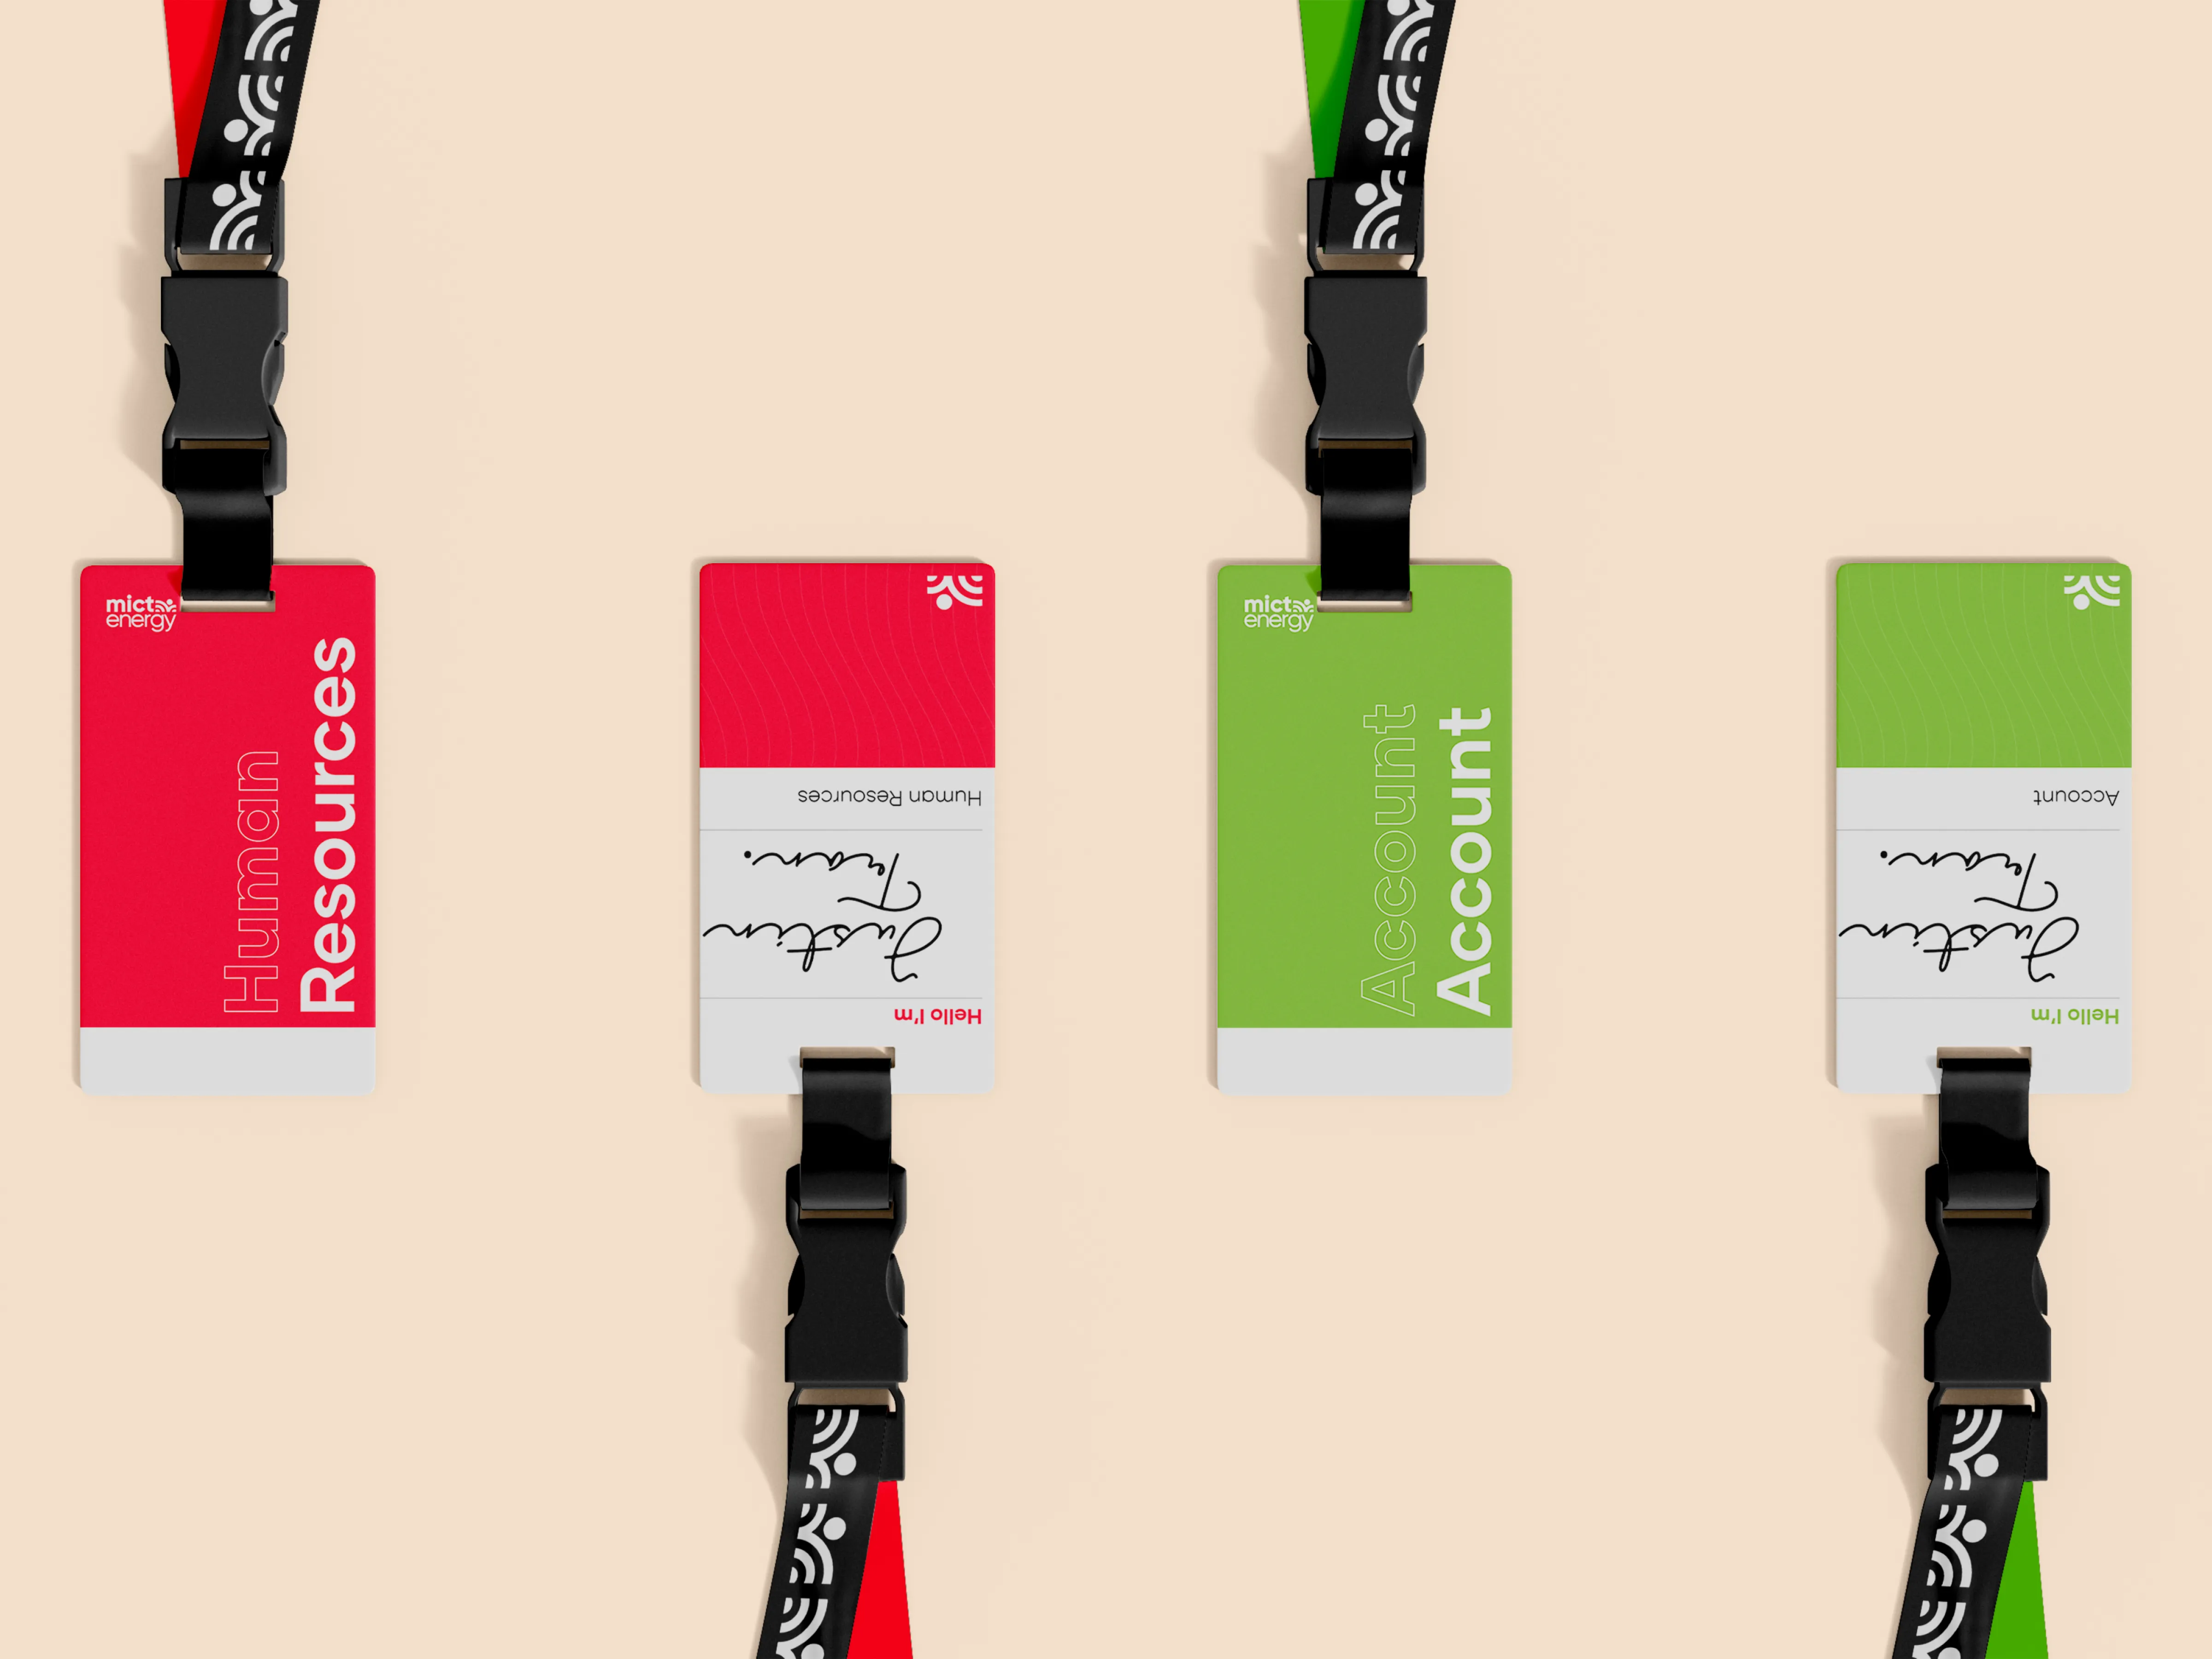 mict
energy
Human
Resources
Hello I'm
Justin
Tran.
Human Resources
mict
energy
Account
Account
Hello I'm
Justin
Tran.
Account